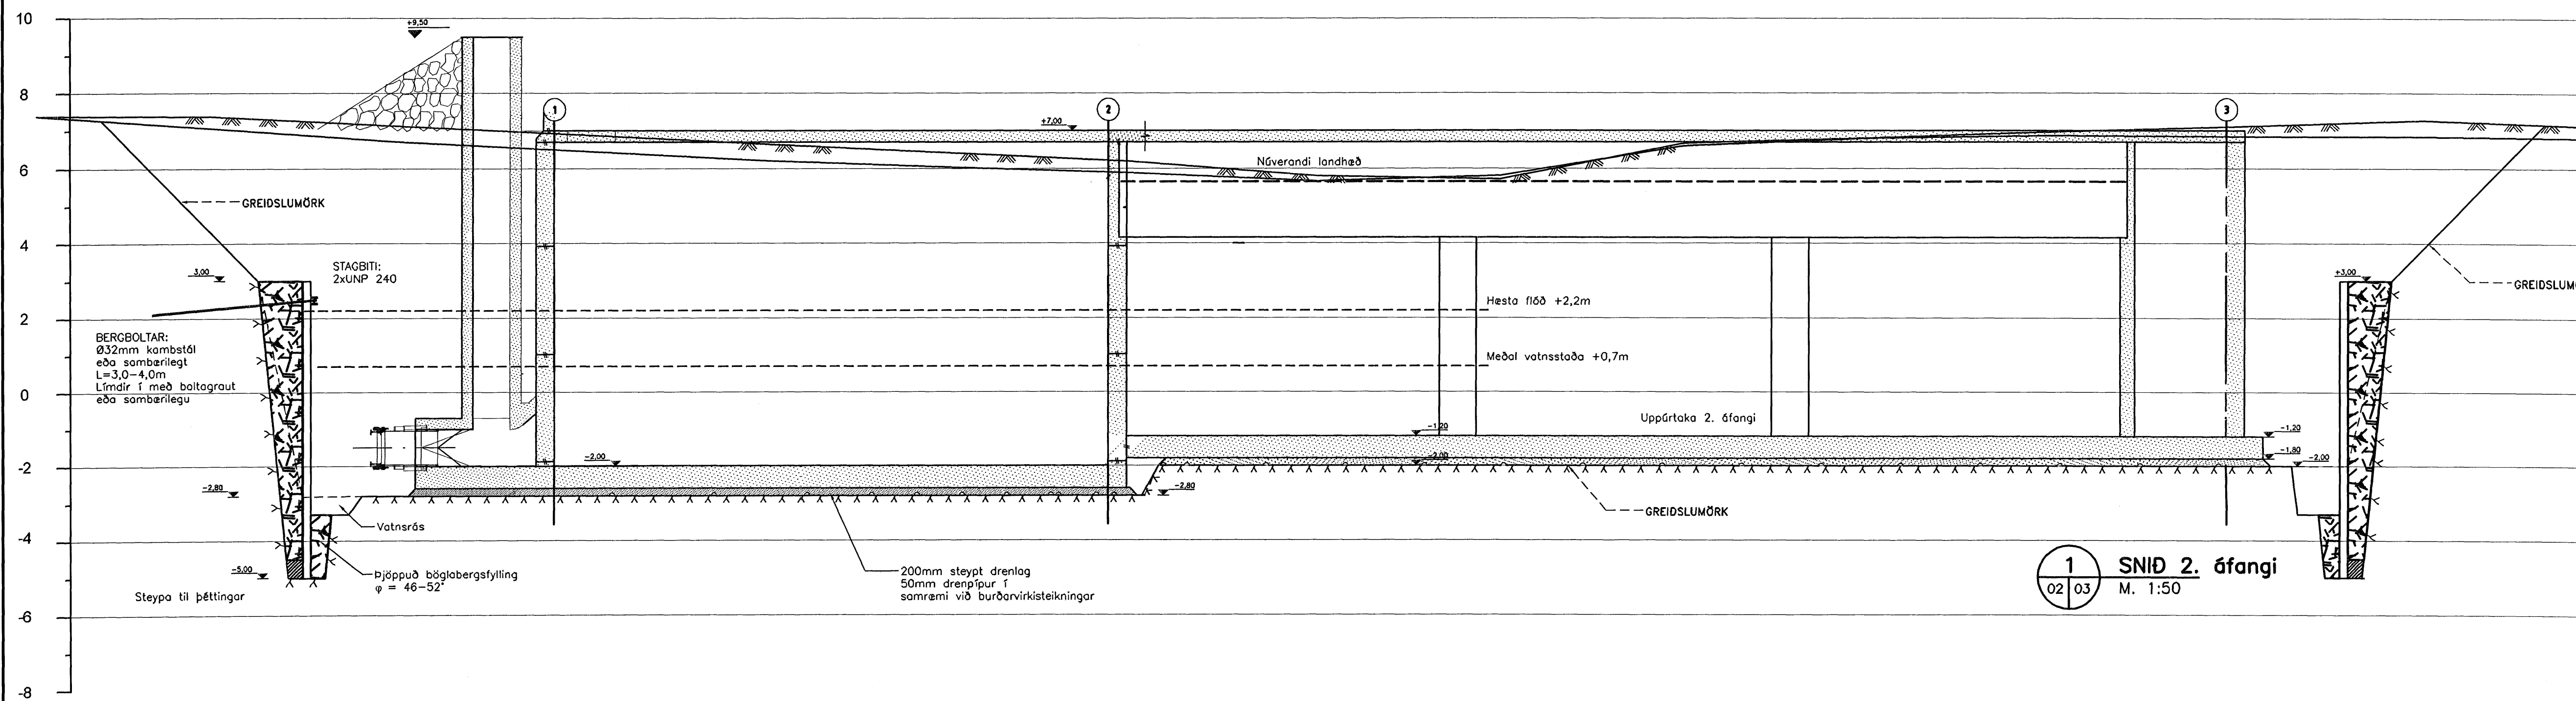 10
8
6
4
2
0
-2
-4
-6
-8
+9,50
1
2
3
+7,00
Núverandi landhæð
GREIDSLUMÖRK
3,00
STAGBITI:
2xUNP 240
BERGBOLTAR:
Ø32mm kambstál
eða sambærilegt
L=3,0-4,0m
Límdir í með boltagraut
eða sambærilegu
Hæsta flóð +2,2m
Meðal vatnsstaða +0,7m
+3,00
GREIDSLUM
Uppúrtaka 2. áfangi
-1,20
-1,20
-1,80
-2,00
-2,00
-2,00
-2,80
-2,80
Vatnsrás
GREIDSLUMÖRK
-5,00
Þjöppuð böglabergsfylling
φ = 46-52°
Steypa til þéttingar
200mm steypt drenlag
50mm drenpípur í
samræmi við burðarvirkisteikningar
1
02 03
SNIÐ 2. áfangi
M. 1:50